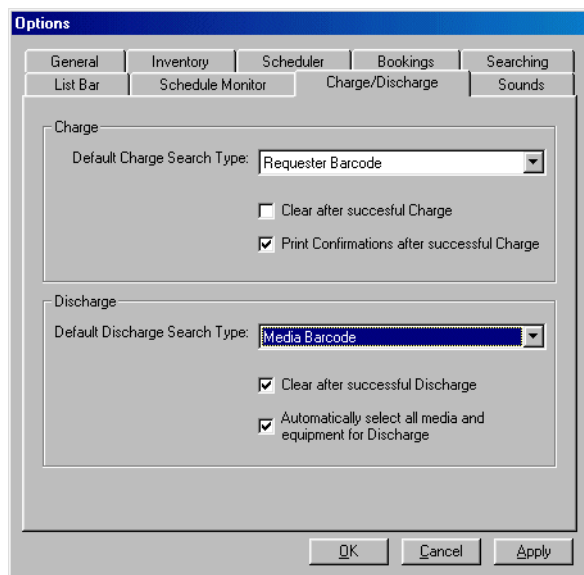 Options
General Inventory Scheduler Bookings Searching
List Bar Schedule Monitor Charge/Discharge Sounds
Charge
Default Charge Search Type: Requester Barcode
Clear after succesful Charge
Print Confirmations after successful Charge
Discharge
Default Discharge Search Type: Media Barcode
Clear after successful Discharge
Automatically select all media and
equipment for Discharge
OK Cancel Apply